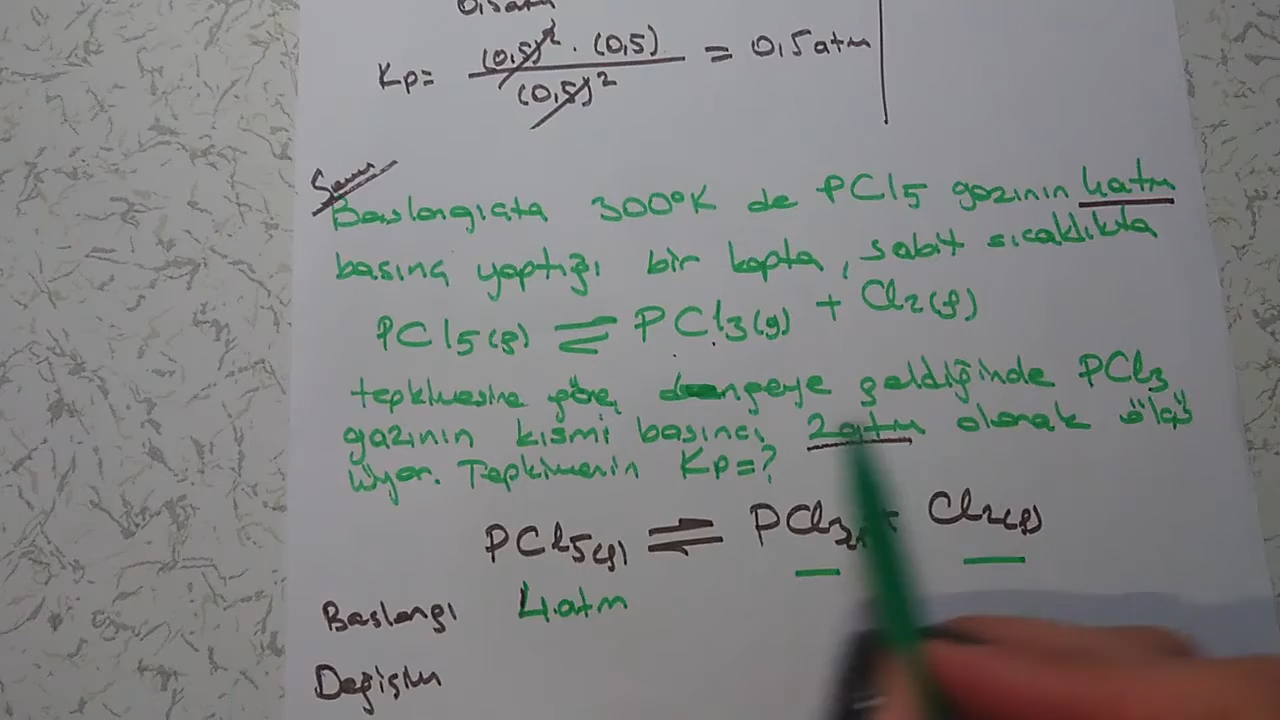 Kp= (0,5)² . (0,5) / (0,5)² = 0,5 atm
Soru
Başlangıçta 300°K de PCl5 gazının 4 atm
basınç yaptığı bir kapta, sabit sıcaklıkta
PCl5(g) ⇌ PCl3(g) + Cl2(g)
tepkimesine göre dengeye geldiğinde PCl3
gazının kısmi basıncı 2 atm olarak ölçü
lüyor. Tepkimenin Kp=?
PCl5(g) ⇌ PCl3 + Cl2(g)
Başlangı 4 atm
Değişim